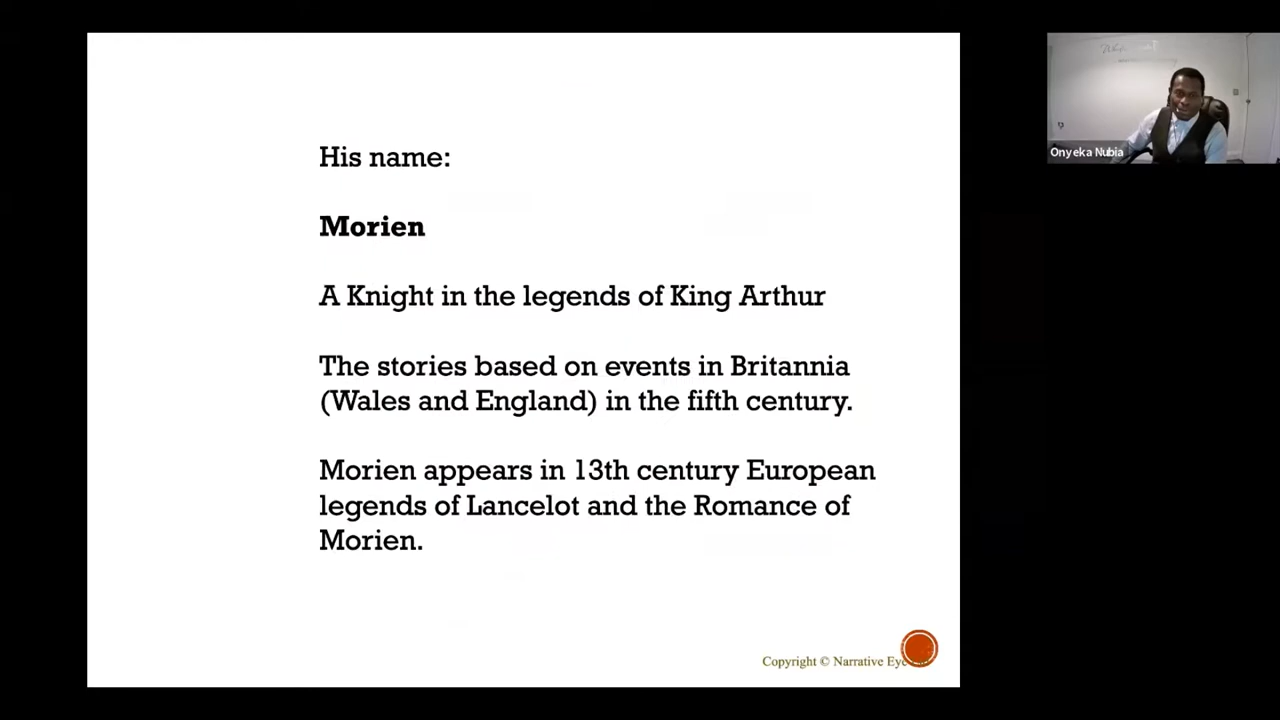 His name:
Morien
A Knight in the legends of King Arthur
The stories based on events in Britannia
(Wales and England) in the fifth century.
Morien appears in 13th century European
legends of Lancelot and the Romance of
Morien.
Copyright © Narrative Eye
Onyeka Nubia